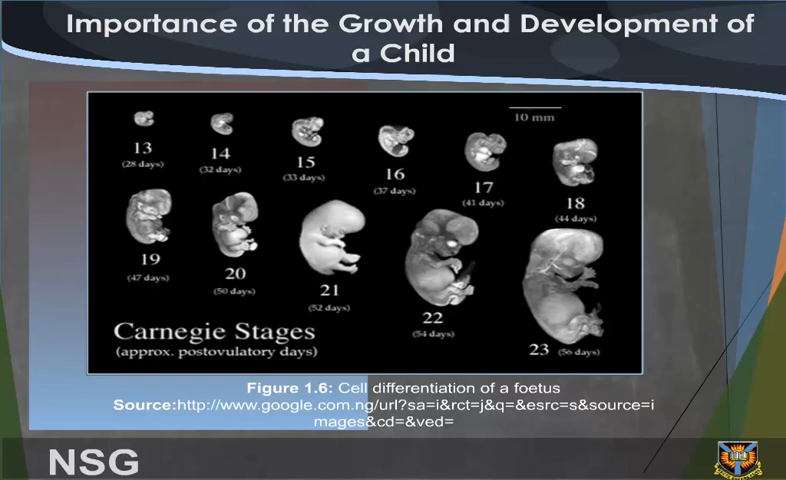 Importance of the Growth and Development of
a Child
10 mm
13
(28 days)
14
(32 days)
15
(33 days)
16
(37 days)
17
(41 days)
18
(44 days)
19
(47 days)
20
(50 days)
21
(52 days)
22
(54 days)
23 (56 days)
Carnegie Stages
(approx. postovulatory days)
Figure 1.6: Cell differentiation of a foetus
Source:http://www.google.com.ng/url?sa=i&rct=j&q=&esrc=s&source=i
mages&cd=&ved=
NSG